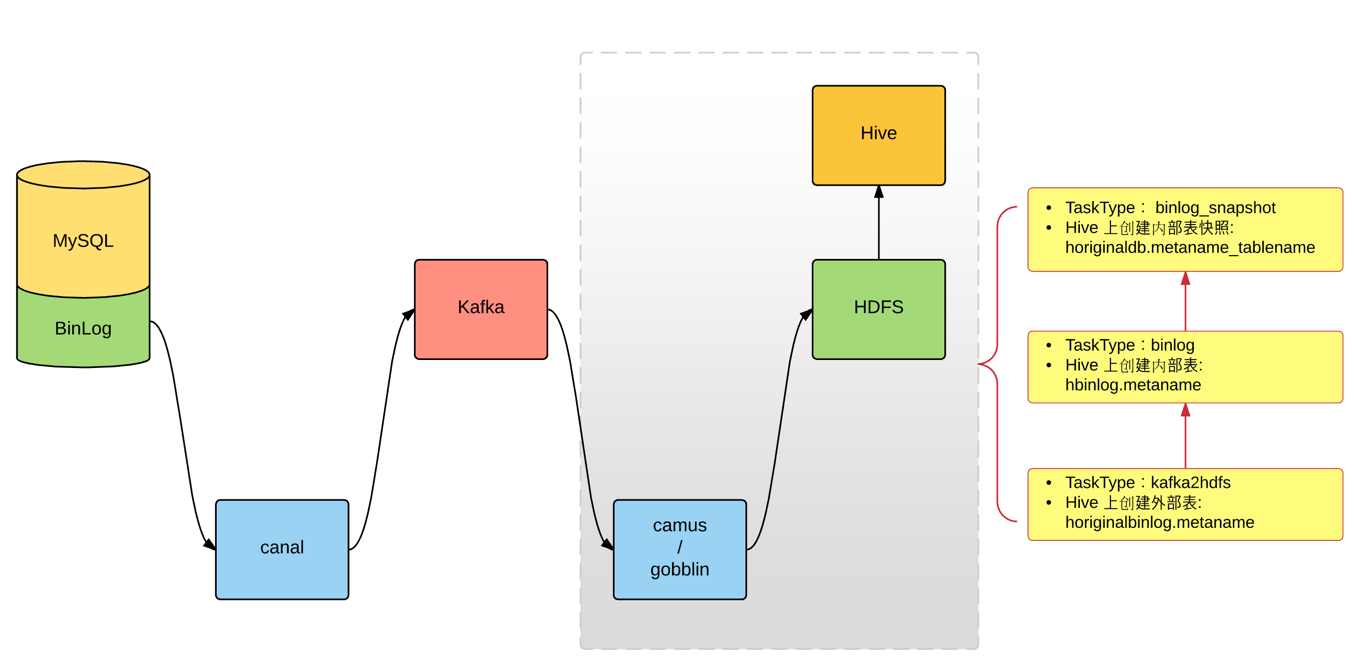 MySQL
BinLog
canal
Kafka
camus
/
gobblin
HDFS
Hive
• TaskType： binlog_snapshot
• Hive 上创建内部表快照:
horiginaldb.metaname_tablename
• TaskType：binlog
• Hive 上创建内部表:
hbinlog.metaname
• TaskType：kafka2hdfs
• Hive 上创建外部表:
horiginalbinlog.metaname